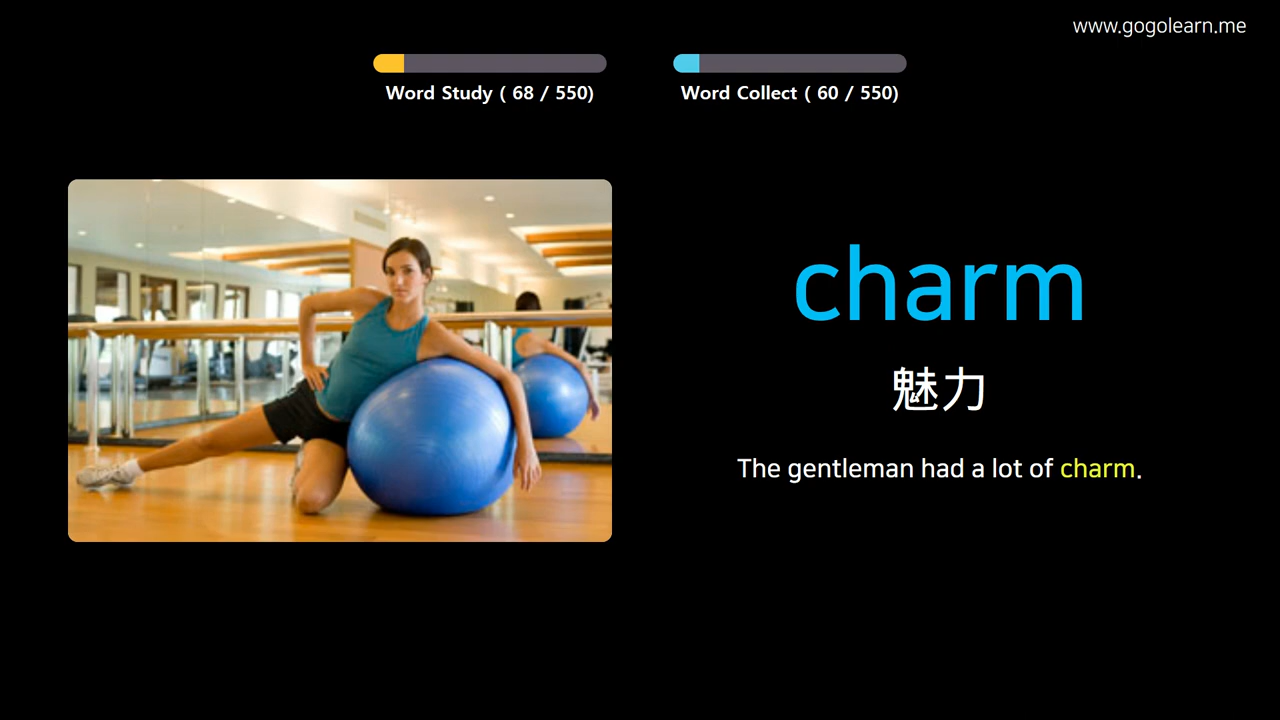 www.gogolearn.me
Word Study ( 68 / 550)
Word Collect ( 60 / 550)
charm
魅力
The gentleman had a lot of charm.